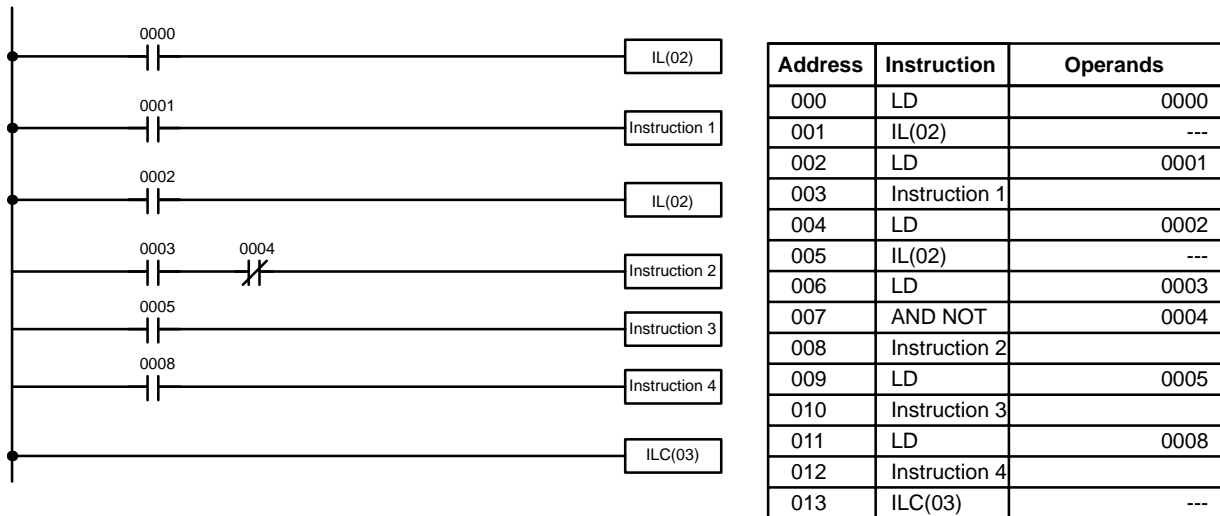 0000
IL(02)
0001
Instruction 1
0002
IL(02)
0003 0004
Instruction 2
0005
Instruction 3
0008
Instruction 4
ILC(03)
Address Instruction Operands
000 LD 0000
001 IL(02) ---
002 LD 0001
003 Instruction 1
004 LD 0002
005 IL(02) ---
006 LD 0003
007 AND NOT 0004
008 Instruction 2
009 LD 0005
010 Instruction 3
011 LD 0008
012 Instruction 4
013 ILC(03) ---